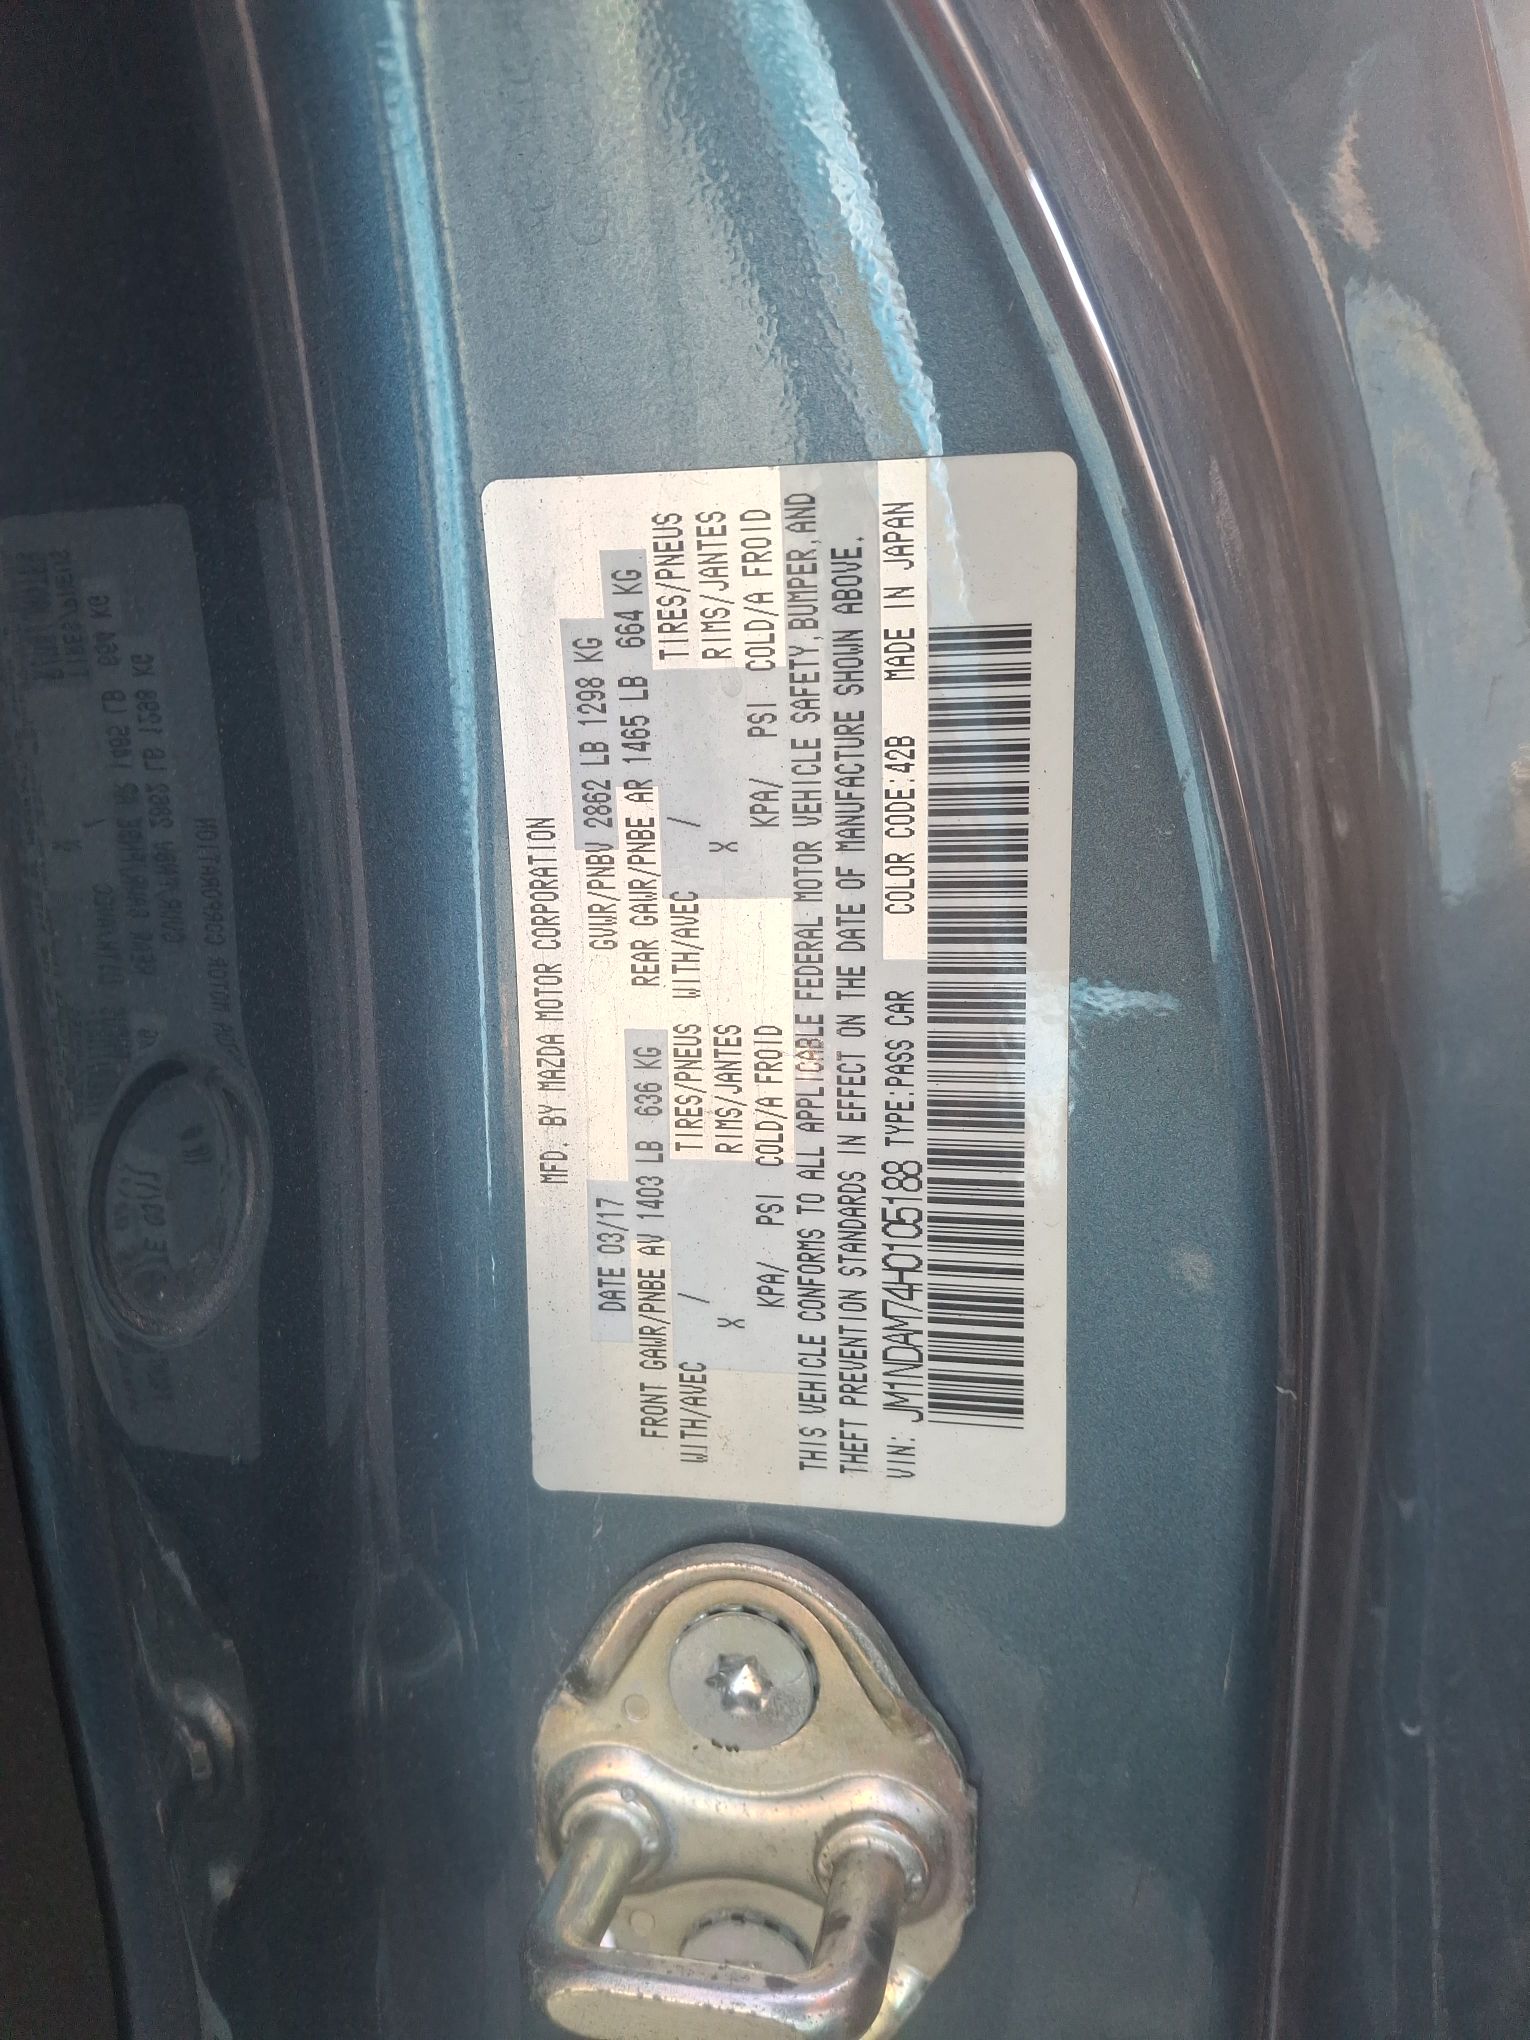 MFD. BY MAZDA MOTOR CORPORATION
DATE 03/17 GVWR/PNBV 2862 LB 1298 KG
FRONT GAWR/PNBE AV 1403 LB 636 KG REAR GAWR/PNBE AR 1465 LB 664 KG
WITH/AVEC / TIRES/PNEUS WITH/AVEC / TIRES/PNEUS
X RIMS/JANTES X RIMS/JANTES
KPA/ PSI COLD/A FROID KPA/ PSI COLD/A FROID
THIS VEHICLE CONFORMS TO ALL APPLICABLE FEDERAL MOTOR VEHICLE SAFETY, BUMPER, AND
THEFT PREVENTION STANDARDS IN EFFECT ON THE DATE OF MANUFACTURE SHOWN ABOVE.
VIN: JM1NDAM74H0105188 TYPE:PASS CAR COLOR CODE:42B MADE IN JAPAN